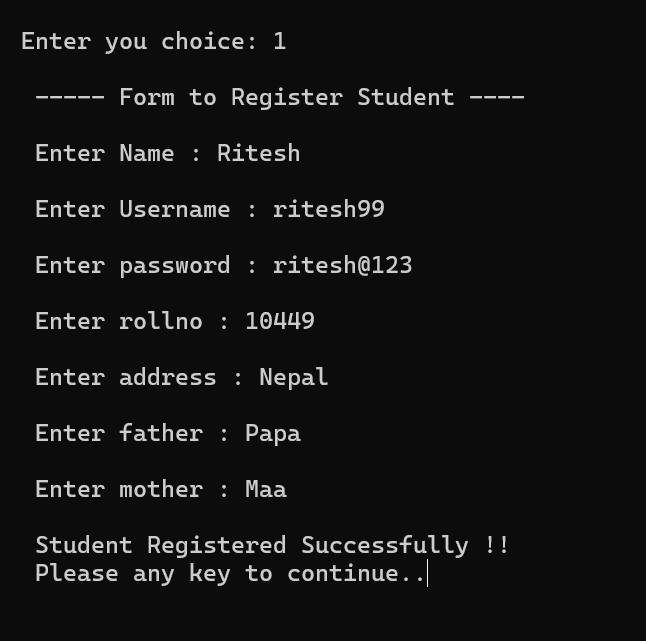 Enter you choice: 1
----- Form to Register Student ----
Enter Name : Ritesh
Enter Username : ritesh99
Enter password : ritesh@123
Enter rollno : 10449
Enter address : Nepal
Enter father : Papa
Enter mother : Maa
Student Registered Successfully !!
Please any key to continue..